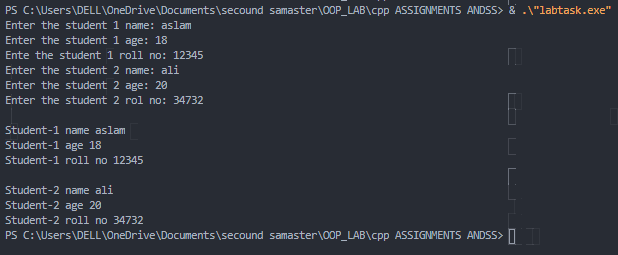 PS C:\Users\DELL\OneDrive\Documents\secound samaster\OOP_LAB\cpp ASSIGNMENTS ANDSS> & .\"labtask.exe"
Enter the student 1 name: aslam
Enter the student 1 age: 18
Ente the student 1 roll no: 12345
Enter the student 2 name: ali
Enter the student 2 age: 20
Enter the student 2 rol no: 34732

Student-1 name aslam
Student-1 age 18
Student-1 roll no 12345

Student-2 name ali
Student-2 age 20
Student-2 roll no 34732
PS C:\Users\DELL\OneDrive\Documents\secound samaster\OOP_LAB\cpp ASSIGNMENTS ANDSS>